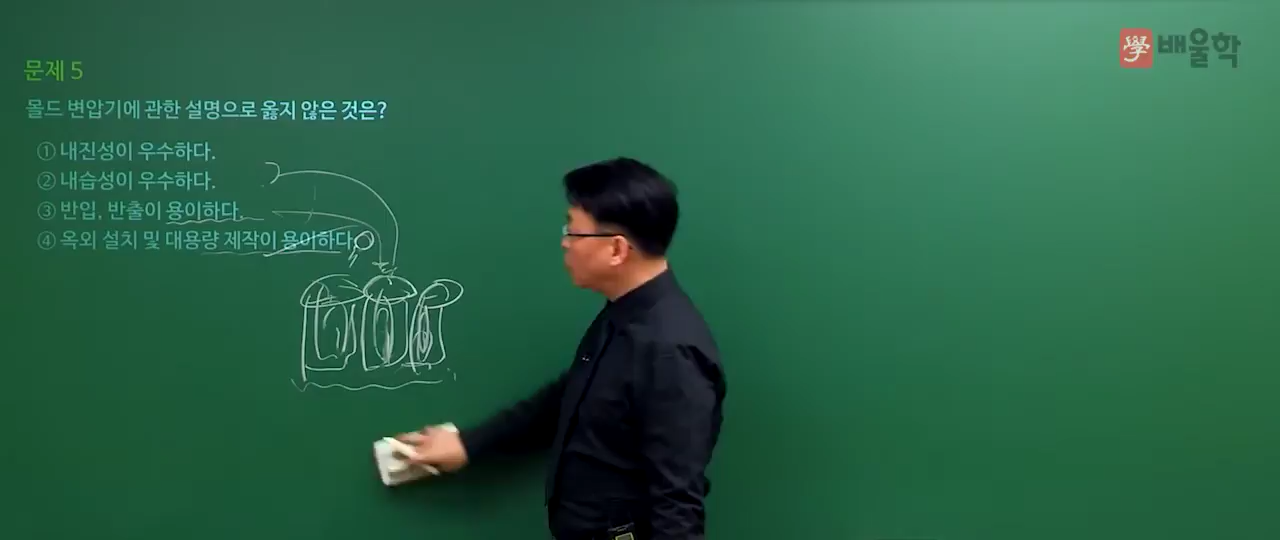 學 배울학
문제 5
몰드 변압기에 관한 설명으로 옳지 않은 것은?
① 내진성이 우수하다.
② 내습성이 우수하다.
③ 반입, 반출이 용이하다.
④ 옥외 설치 및 대용량 제작이 용이하다.